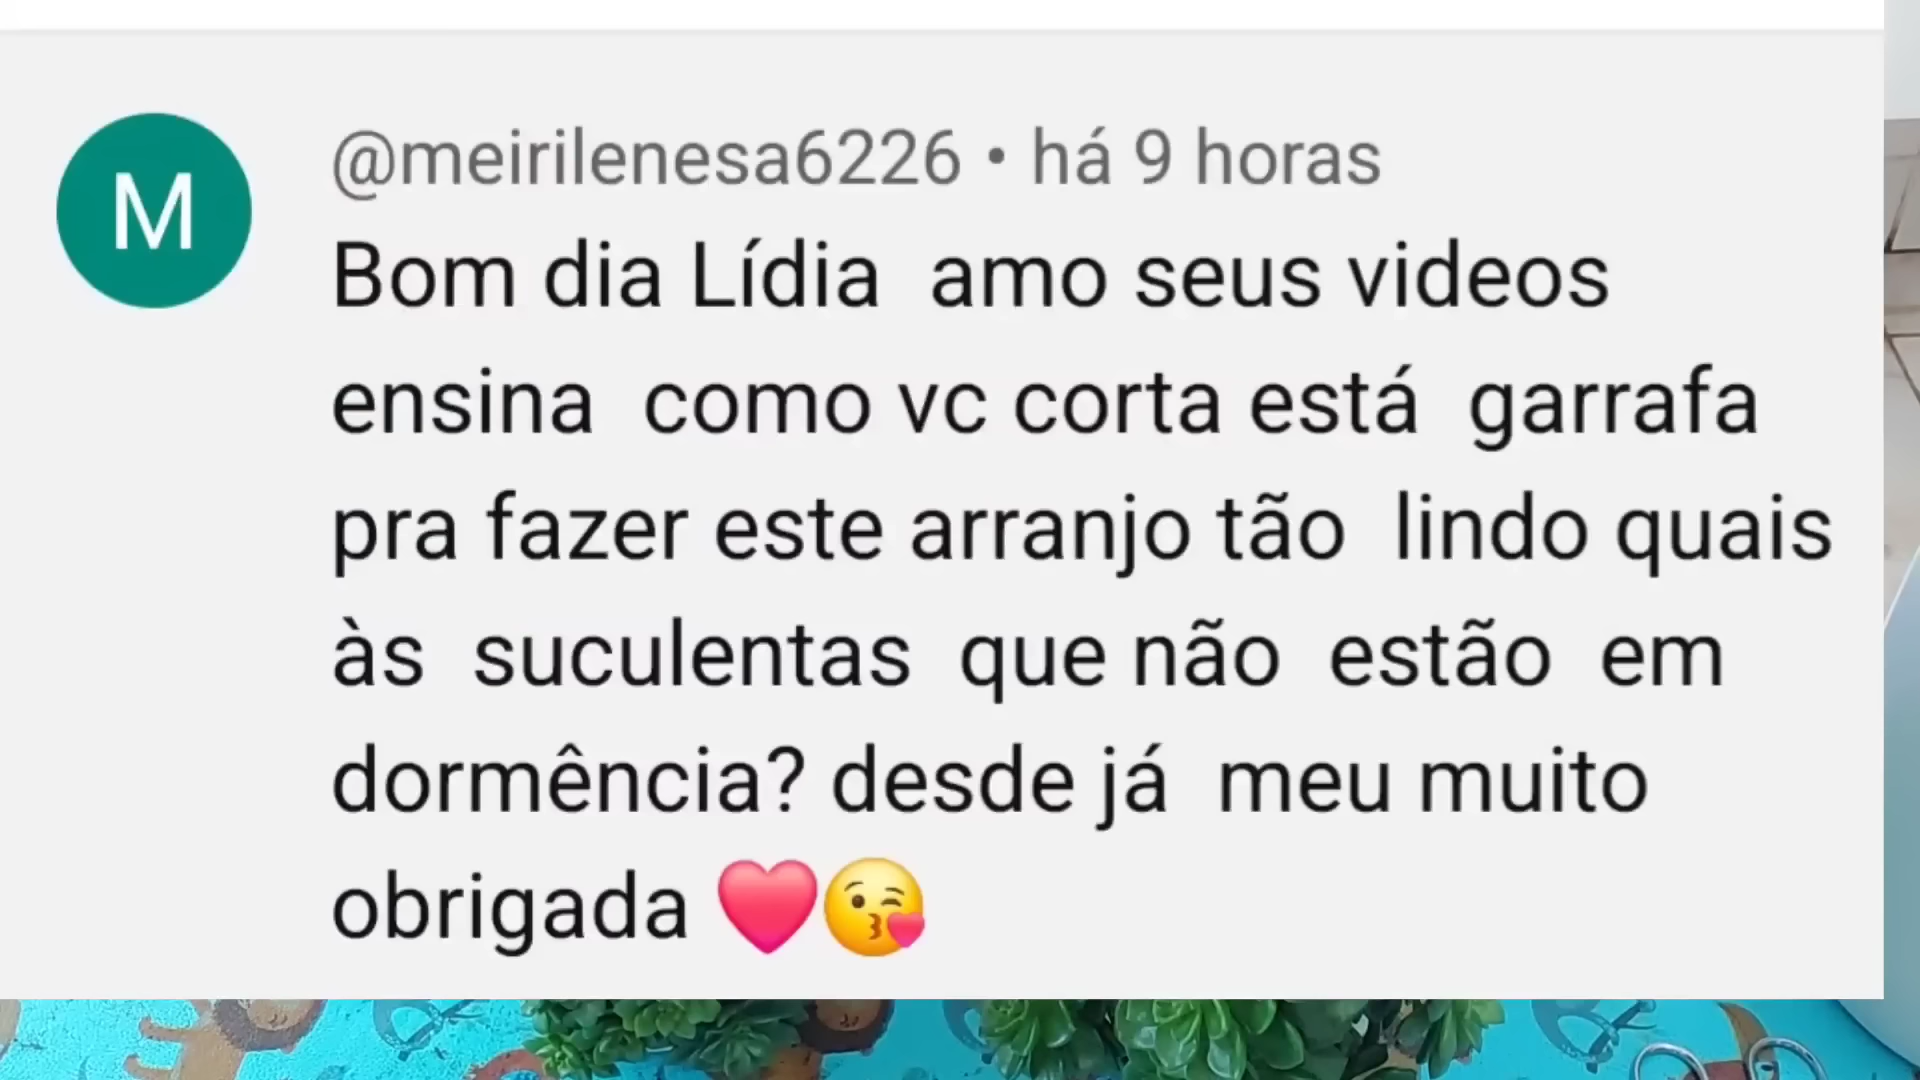 M
@meirilenesa6226 • há 9 horas
Bom dia Lídia  amo seus videos
ensina  como vc corta está  garrafa
pra fazer este arranjo tão  lindo quais
às  suculentas  que não  estão  em
dormência? desde já  meu muito
obrigada ❤️😘